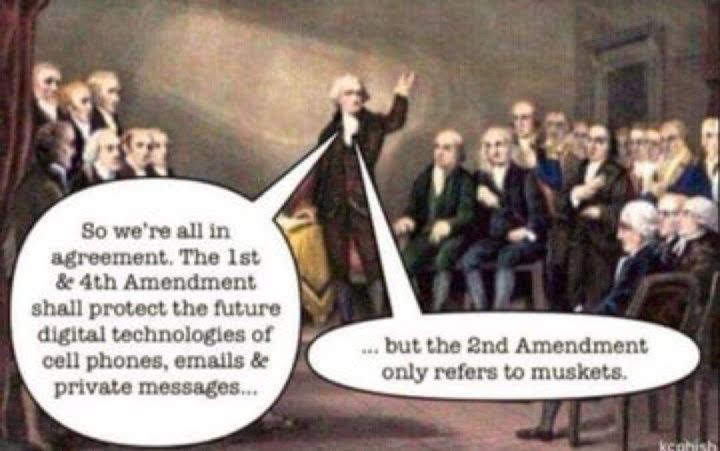 So we're all in
agreement. The 1st
& 4th Amendment
shall protect the future
digital technologies of
cell phones, emails &
private messages...
... but the 2nd Amendment
only refers to muskets.
kcphish